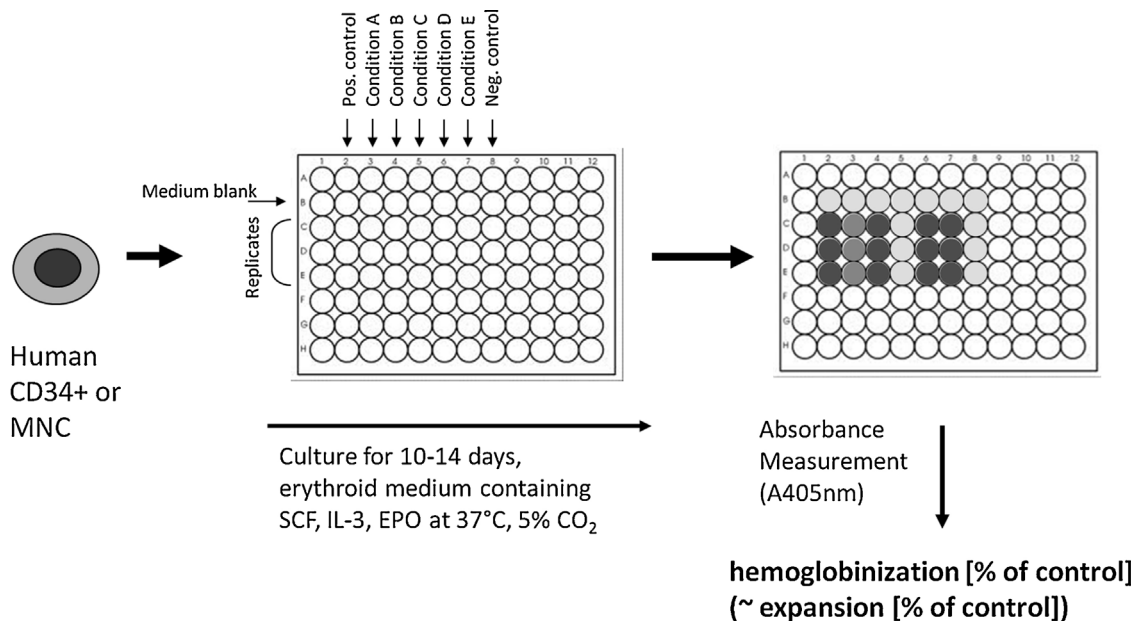 Pos. control
Condition A
Condition B
Condition C
Condition D
Condition E
Neg. control
1 2 3 4 5 6 7 8 9 10 11 12
A
Medium blank
B
Replicates
C
D
E
F
G
H
1 2 3 4 5 6 7 8 9 10 11 12
A
B
C
D
E
F
G
H
Human
CD34+ or
MNC
Culture for 10-14 days,
erythroid medium containing
SCF, IL-3, EPO at 37°C, 5% CO₂
Absorbance
Measurement
(A405nm)
hemoglobinization [% of control]
(~ expansion [% of control])